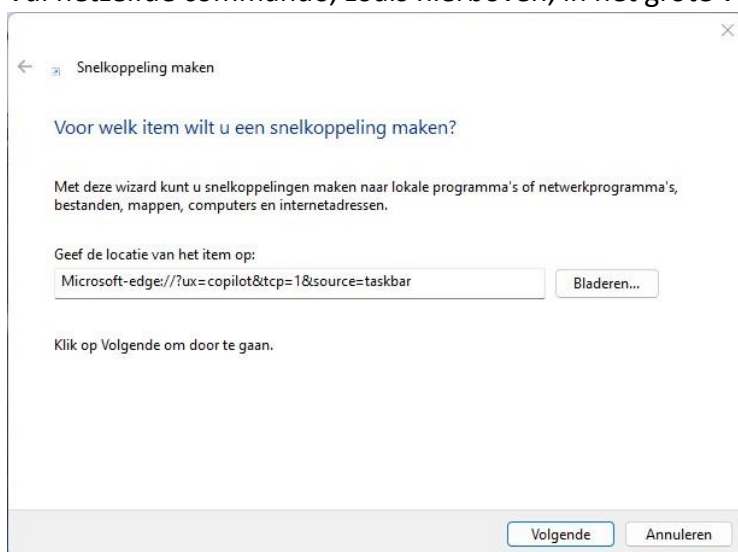 hetzelfde commando, zoals hierboven, in het grote
Snelkoppeling maken
Voor welk item wilt u een snelkoppeling maken?
Met deze wizard kunt u snelkoppelingen maken naar lokale programma's of netwerkprogramma's,
bestanden, mappen, computers en internetadressen.
Geef de locatie van het item op:
Microsoft-edge://?ux=copilot&tcp=1&source=taskbar
Bladeren...
Klik op Volgende om door te gaan.
Volgende
Annuleren